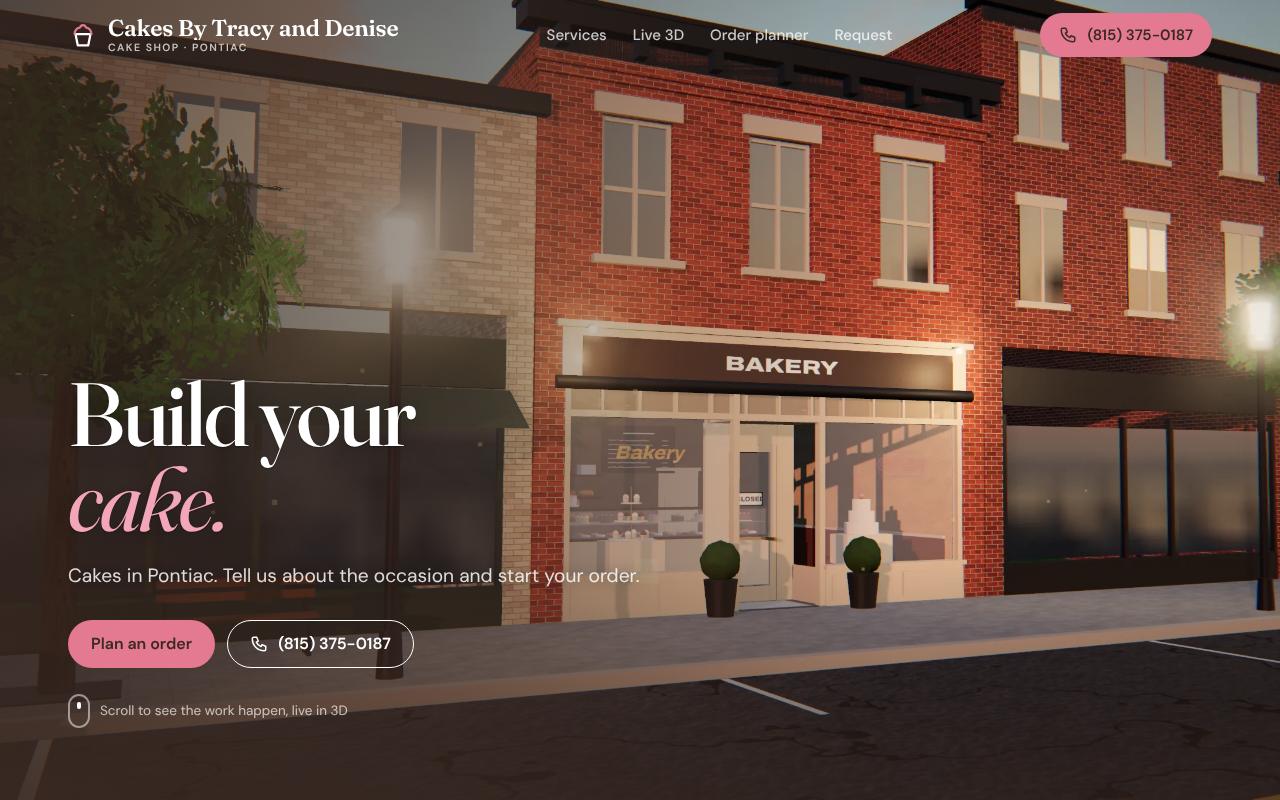 Cakes By Tracy and Denise
CAKE SHOP · PONTIAC
Services
Live 3D
Order planner
Request
(815) 375-0187
BAKERY
Bakery
CLOSED
Build your
cake.
Cakes in Pontiac. Tell us about the occasion and start your order.
Plan an order
(815) 375-0187
Scroll to see the work happen, live in 3D